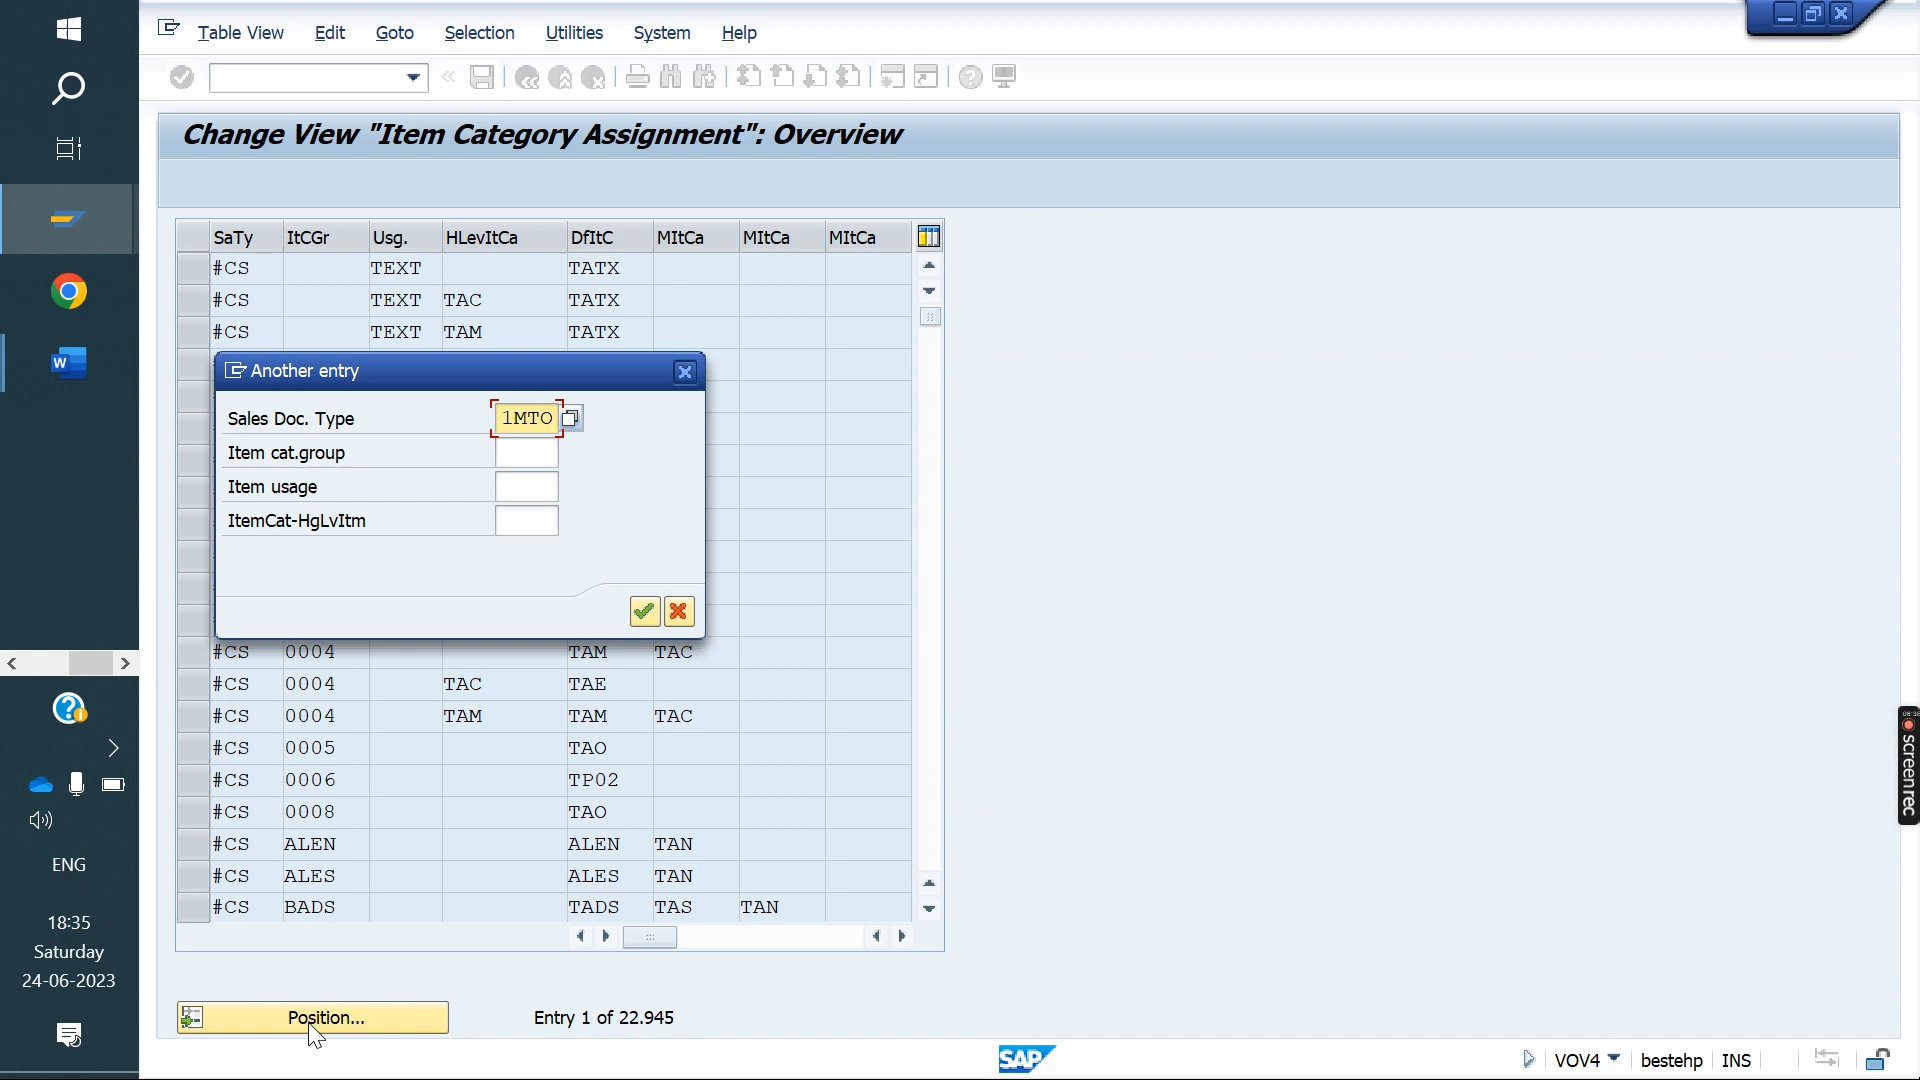 Table View Edit Goto Selection Utilities System Help
Change View "Item Category Assignment": Overview
SaTy ItCGr Usg. HLevItCa DfItC MItCa MItCa MItCa
#CS TEXT TATX
#CS TEXT TAC TATX
#CS TEXT TAM TATX
Another entry
Sales Doc. Type 1MTO
Item cat.group
Item usage
ItemCat-HgLvItm
#CS 0004 TAM TAC
#CS 0004 TAC TAE
#CS 0004 TAM TAM TAC
#CS 0005 TAO
#CS 0006 TP02
#CS 0008 TAO
#CS ALEN ALEN TAN
#CS ALES ALES TAN
#CS BADS TADS TAS TAN
Position... Entry 1 of 22.945
SAP VOV4 bestehp INS
W
ENG
18:35
Saturday
24-06-2023
screenrec